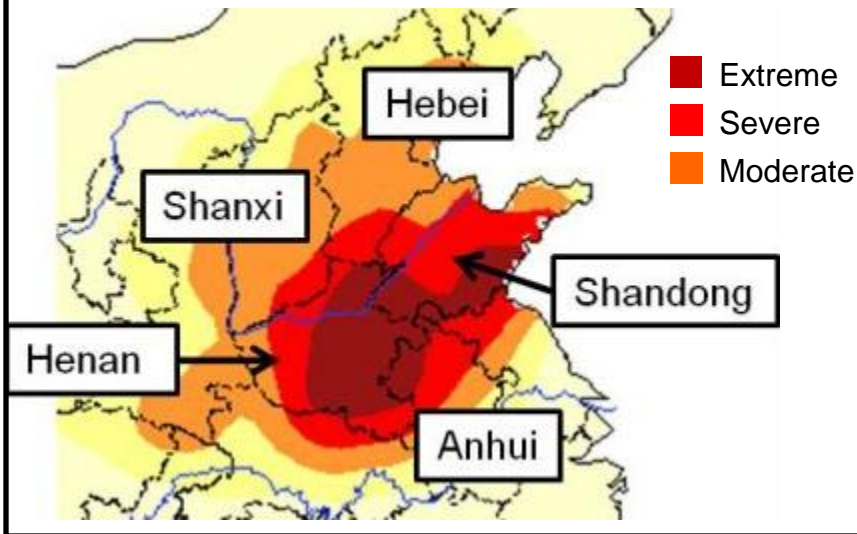 Hebei
Extreme
Severe
Moderate
Shanxi
Shandong
Henan
Anhui